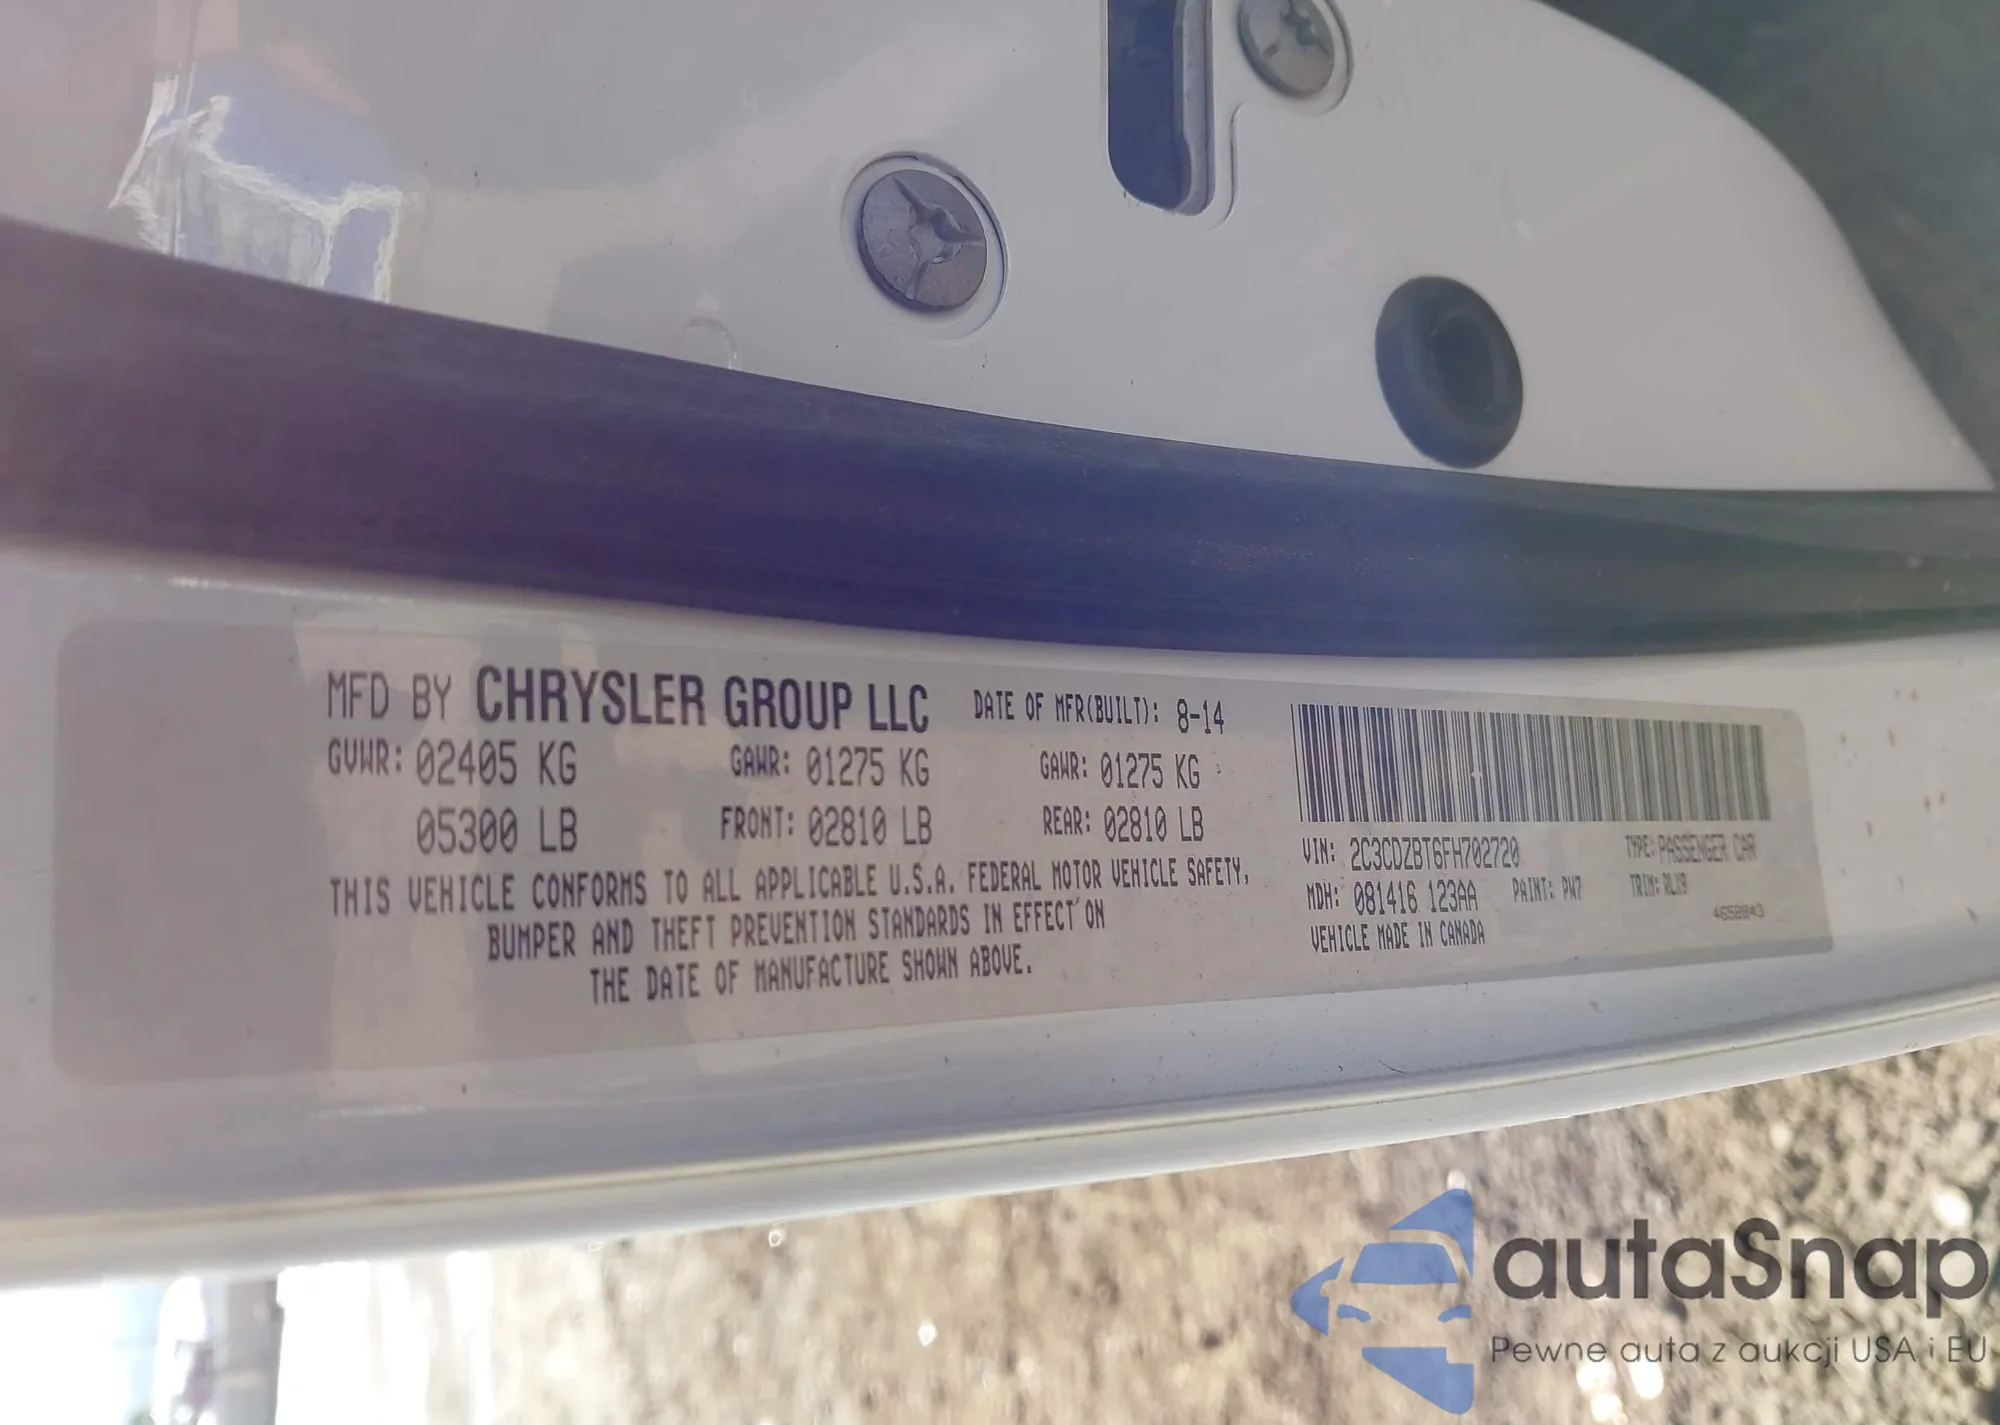 MFD BY CHRYSLER GROUP LLC DATE OF MFR(BUILT): 8-14
GVWR: 02405 KG GAWR: 01275 KG GAWR: 01275 KG
05300 LB FRONT: 02810 LB REAR: 02810 LB
THIS VEHICLE CONFORMS TO ALL APPLICABLE U.S.A. FEDERAL MOTOR VEHICLE SAFETY,
BUMPER AND THEFT PREVENTION STANDARDS IN EFFECT ON
THE DATE OF MANUFACTURE SHOWN ABOVE.
VIN: 2C3CDZBT6FH702720 TYPE: PASSENGER CAR
MDH: 081416 123AA PAINT: PW7 TRIM: RLX9
VEHICLE MADE IN CANADA
autaSnap
Pewne auta z aukcji USA i EU